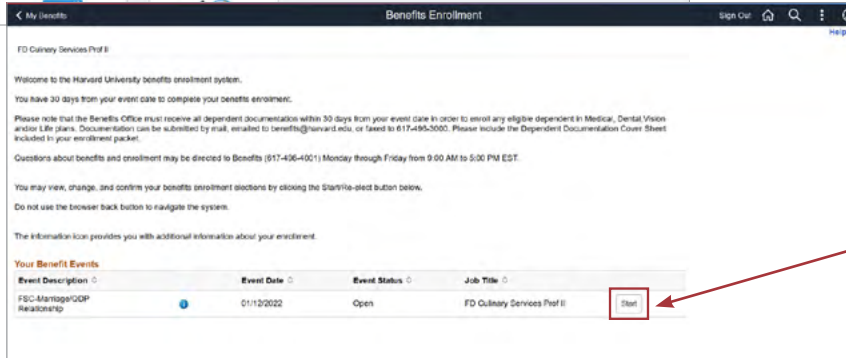 My Benefits
Benefits Enrollment
Sign Out
Help
FD Culinary Services Prof II
Welcome to the Harvard University benefits enrollment system.
You have 30 days from your event date to complete your benefits enrollment.
Please note that the Benefits Office must receive all dependent documentation within 30 days from your event date in order to enroll any eligible dependent in Medical, Dental, Vision
and/or Life plans. Documentation can be submitted by mail, emailed to benefits@harvard.edu, or faxed to 617-496-3000. Please include the Dependent Documentation Cover Sheet
included in your enrollment packet.
Questions about benefits and enrollment may be directed to Benefits (617-496-4001) Monday through Friday from 9:00 AM to 5:00 PM EST.
You may view, change, and confirm your benefits enrollment elections by clicking the Start/Re-elect button below.
Do not use the browser back button to navigate the system.
The information icon provides you with additional information about your enrollment.
Your Benefit Events
Event Description Event Date Event Status Job Title
FSC-Marriage/QDP 01/12/2022 Open FD Culinary Services Prof II Start
Relationship